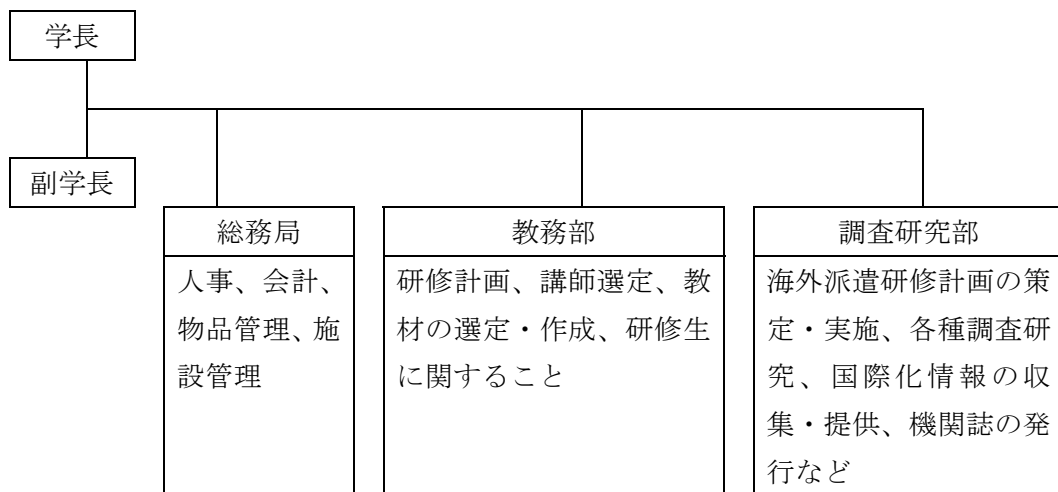 学長
副学長
総務局
人事、会計、
物品管理、施
設管理
教務部
研修計画、講師選定、教
材の選定・作成、研修生
に関すること
調査研究部
海外派遣研修計画の策
定・実施、各種調査研
究、国際化情報の収
集・提供、機関誌の発
行など